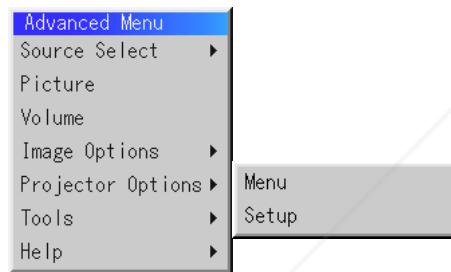 Advanced Menu
Source Select
Picture
Volume
Image Options
Projector Options
Tools
Help
Menu
Setup